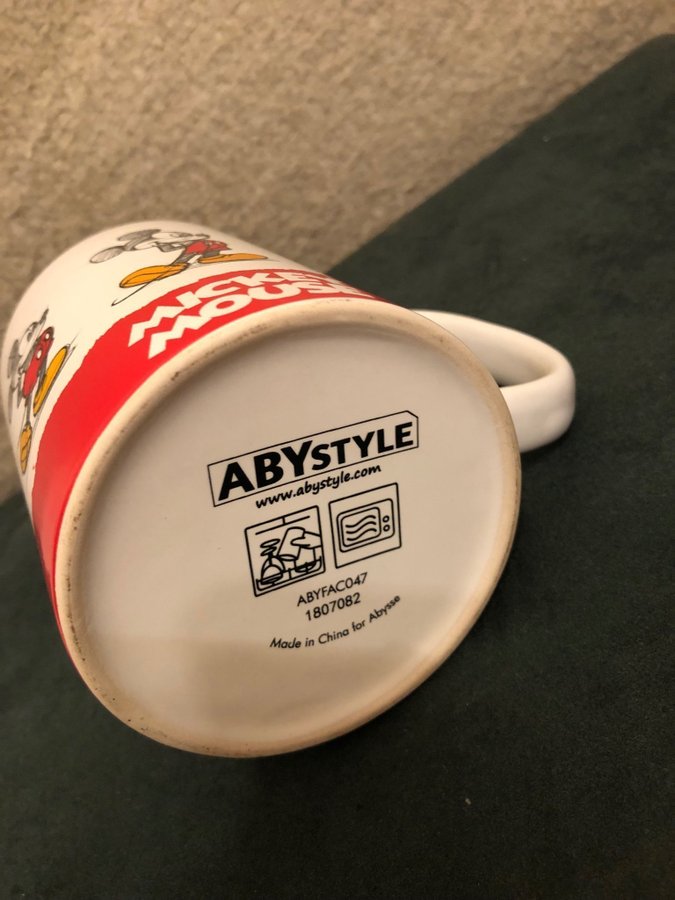 MICKEY
MOUSE
ABYSTYLE
www.abystyle.com
ABYFAC047
1807082
Made in China for Abysse